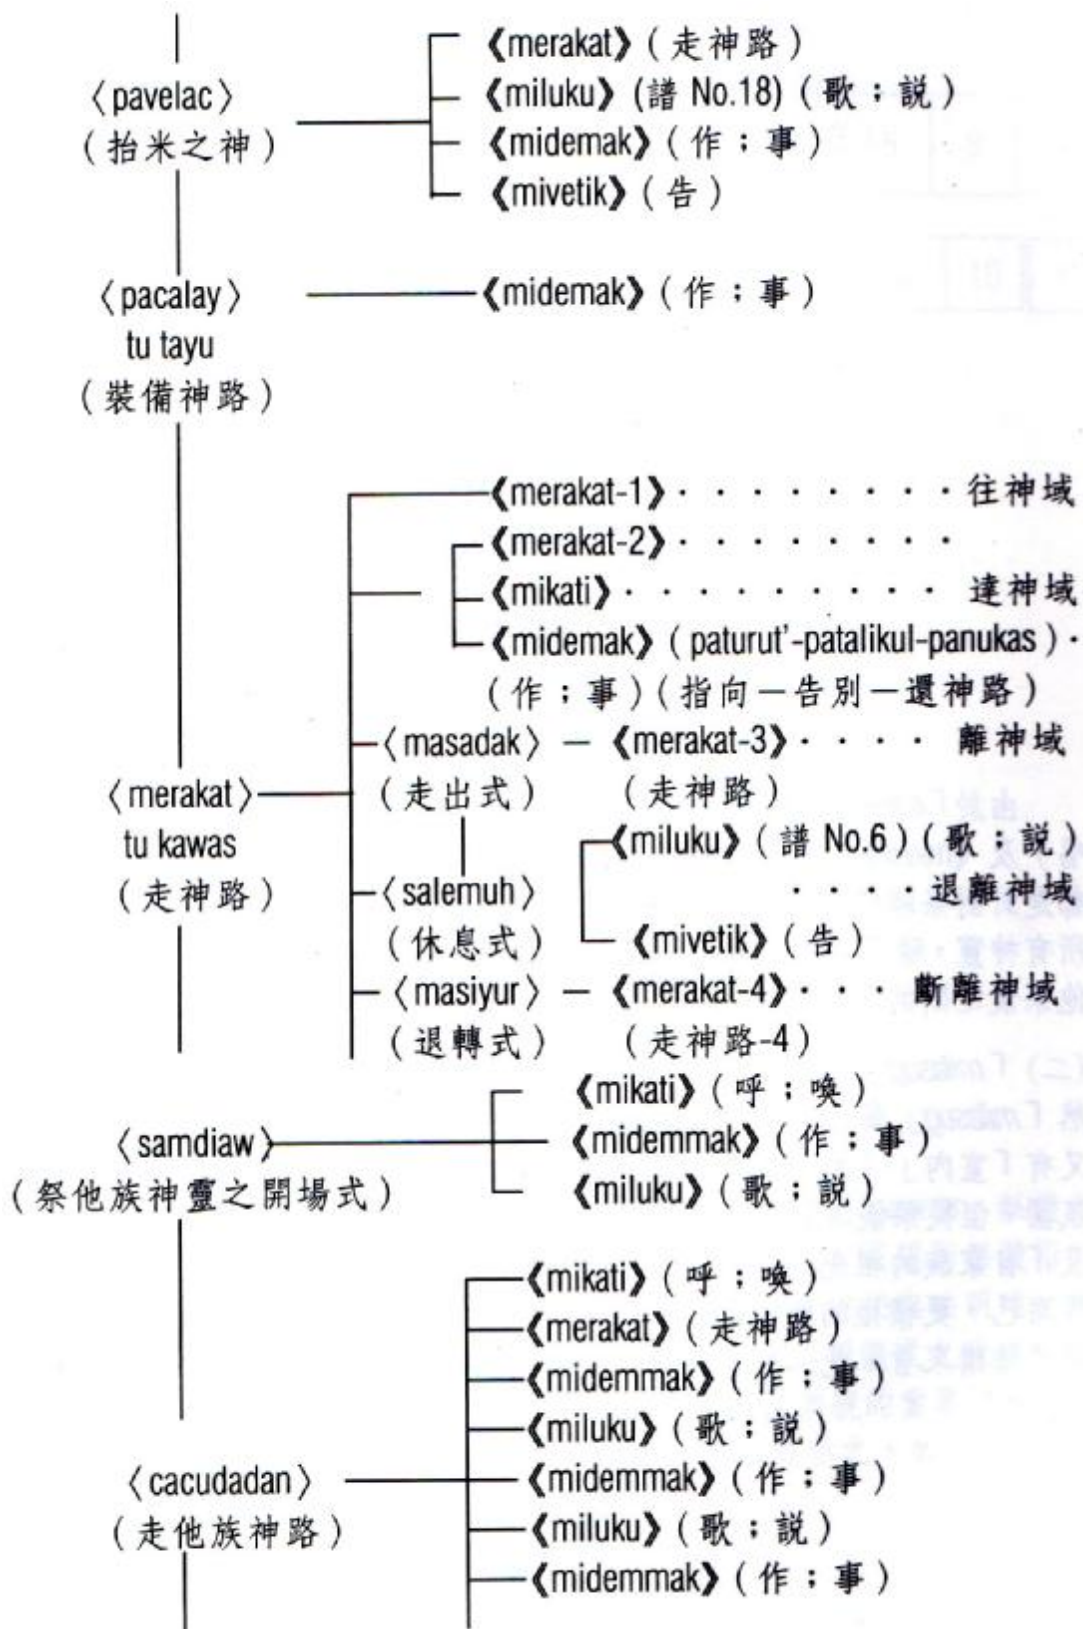 《merakat》(走神路)
〈pavelac〉 《miluku》(譜 No.18)(歌；説)
(抬米之神) 《midemak》(作；事)
《mivetik》(告)
〈pacalay〉 《midemak》(作；事)
tu tayu
(裝備神路)
《merakat-1》· · · · · · · · · 往神域
《merakat-2》· · · · · · · · ·
《mikati》· · · · · · · · · 達神域
《midemak》(paturut'-patalikul-panukas)·
(作；事)(指向－告別－還神路)
〈masadak〉－《merakat-3》· · · · 離神域
〈merakat〉 (走出式) (走神路)
tu kawas 《miluku》(譜 No.6)(歌；説)
(走神路) 〈salemuh〉 · · · · 退離神域
(休息式) 《mivetik》(告)
〈masiyur〉－《merakat-4》· · · 斷離神域
(退轉式) (走神路-4)
《mikati》(呼；喚)
〈samdiaw〉 《midemmak》(作；事)
(祭他族神靈之開場式) 《miluku》(歌；説)
《mikati》(呼；喚)
《merakat》(走神路)
《midemmak》(作；事)
《miluku》(歌；説)
〈cacudadan〉 《midemmak》(作；事)
(走他族神路) 《miluku》(歌；説)
《midemmak》(作；事)